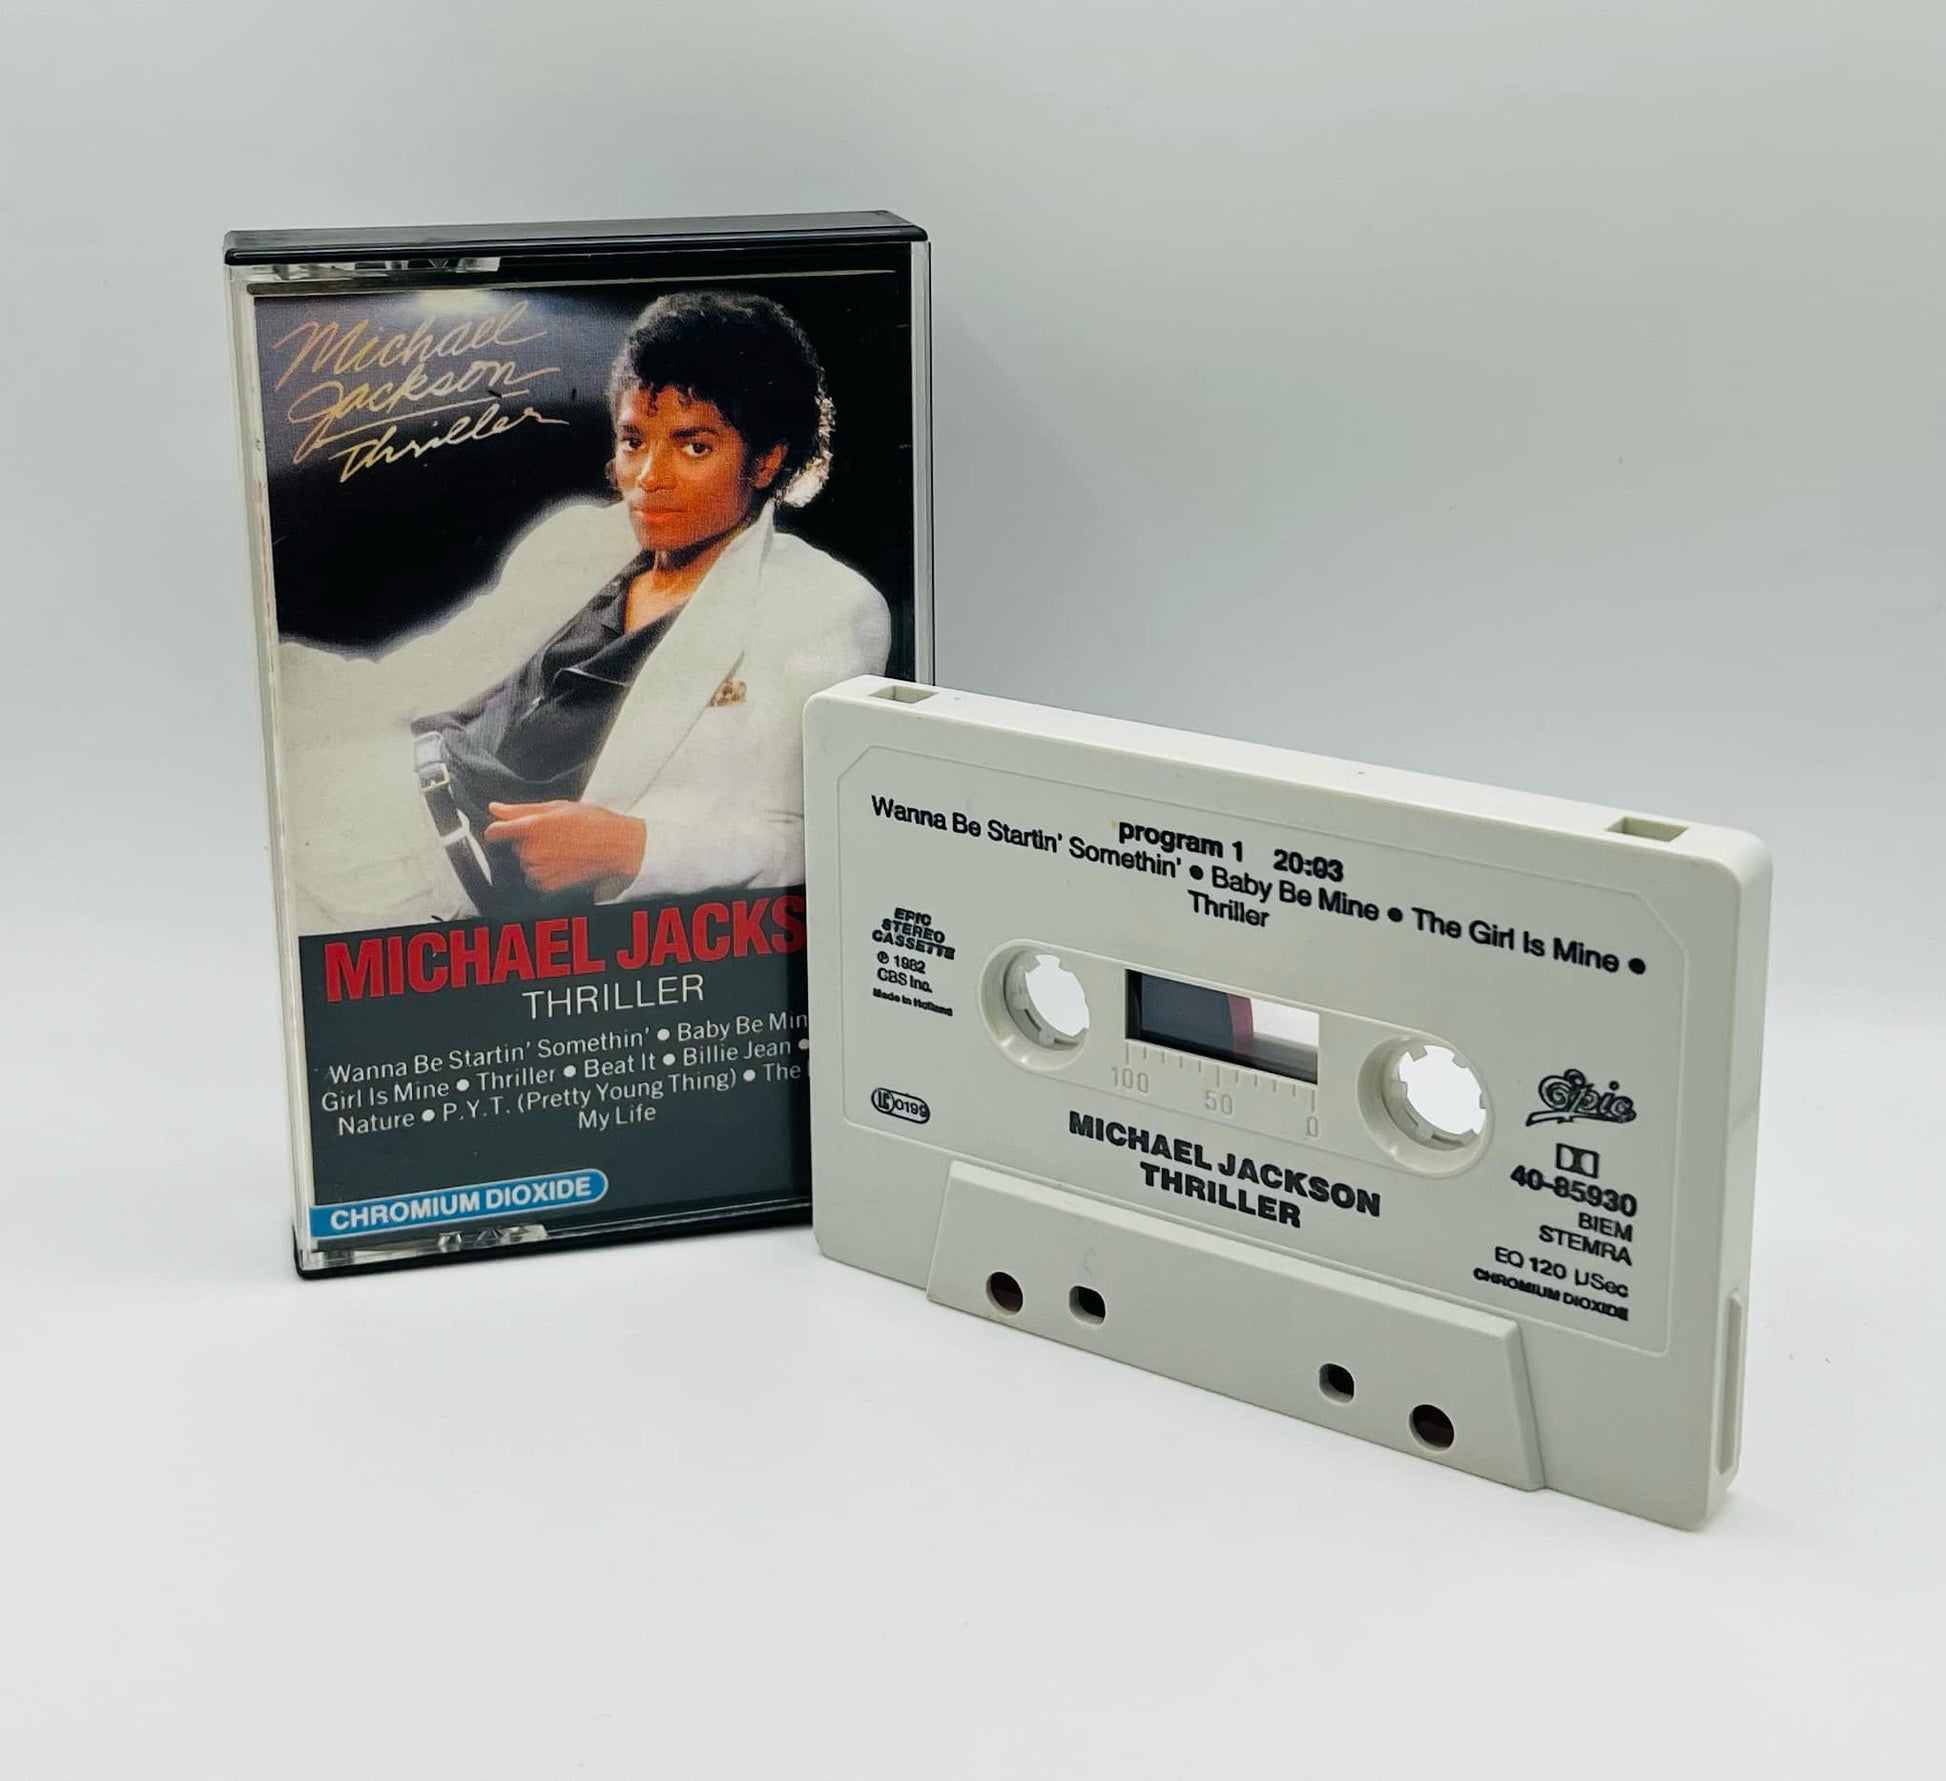 Michael
Jackson
Thriller
MICHAEL JACKS
THRILLER
Wanna Be Startin' Somethin' ● Baby Be Min
Girl Is Mine ● Thriller ● Beat It ● Billie Jean ●
Nature ● P.Y.T. (Pretty Young Thing) ● The
My Life
CHROMIUM DIOXIDE
program 1 20:03
Wanna Be Startin' Somethin' ● Baby Be Mine ● The Girl Is Mine ●
Thriller
EPIC
STEREO
CASSETTE
℗ 1982
CBS Inc.
Made in Holland
LC 0199
100 50 0
MICHAEL JACKSON
THRILLER
Epic
40-85930
BIEM
STEMRA
EQ 120 µSec
CHROMIUM DIOXIDE